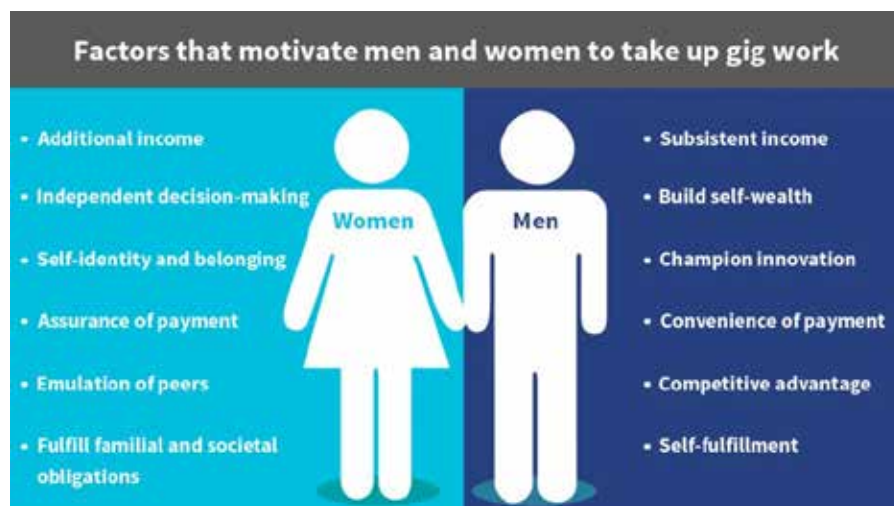 Factors that motivate men and women to take up gig work
• Additional income
• Independent decision-making
• Self-identity and belonging
• Assurance of payment
• Emulation of peers
• Fulfill familial and societal
obligations
Women
Men
• Subsistent income
• Build self-wealth
• Champion innovation
• Convenience of payment
• Competitive advantage
• Self-fulfillment